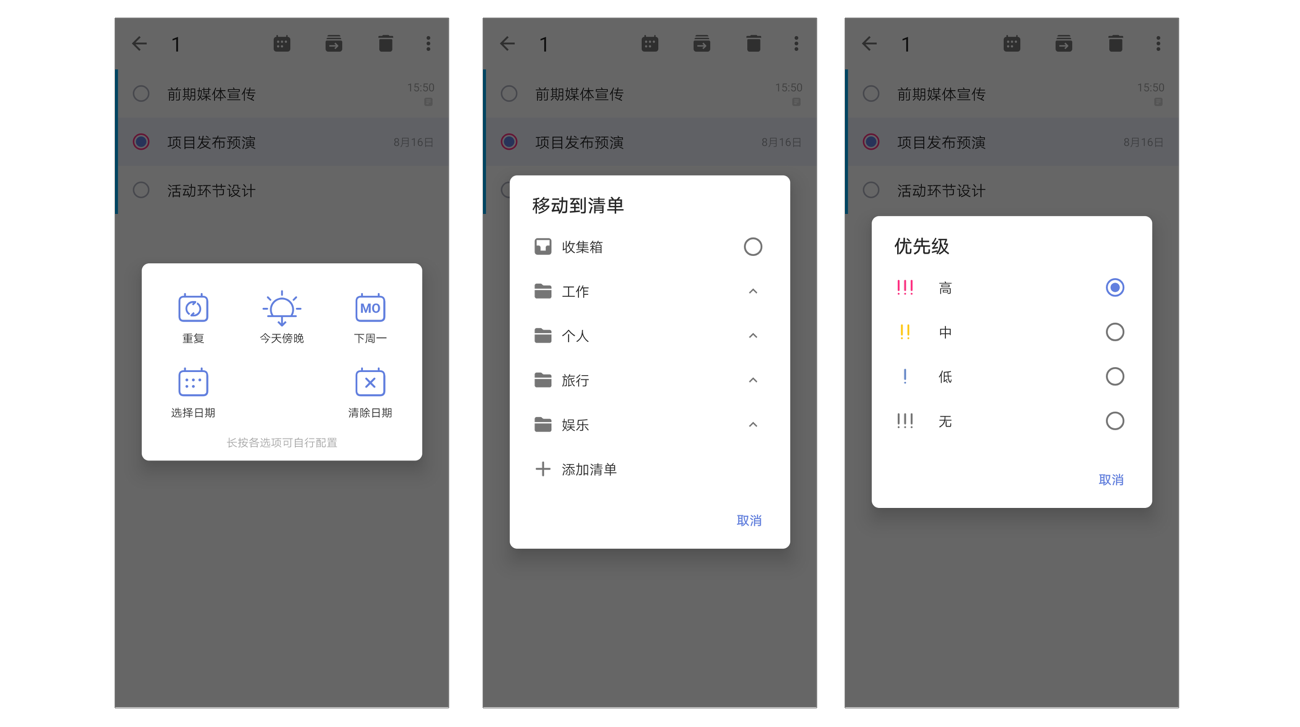 1
前期媒体宣传
15:50
项目发布预演
8月16日
活动环节设计
重复
今天傍晚
MO
下周一
选择日期
清除日期
长按各选项可自行配置
1
前期媒体宣传
15:50
项目发布预演
8月16日
移动到清单
收集箱
工作
个人
旅行
娱乐
添加清单
取消
1
前期媒体宣传
15:50
项目发布预演
8月16日
活动环节设计
优先级
!!! 高
!! 中
! 低
!!! 无
取消